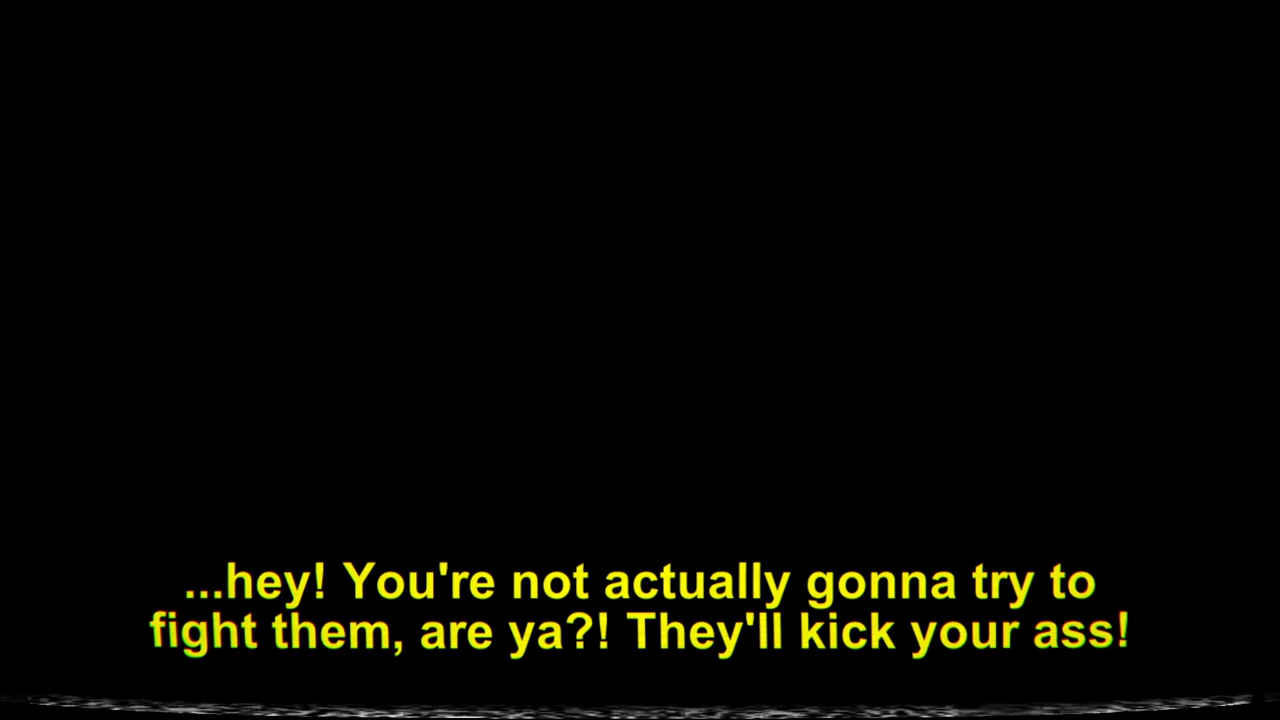 ...hey! You're not actually gonna try to
fight them, are ya?! They'll kick your ass!